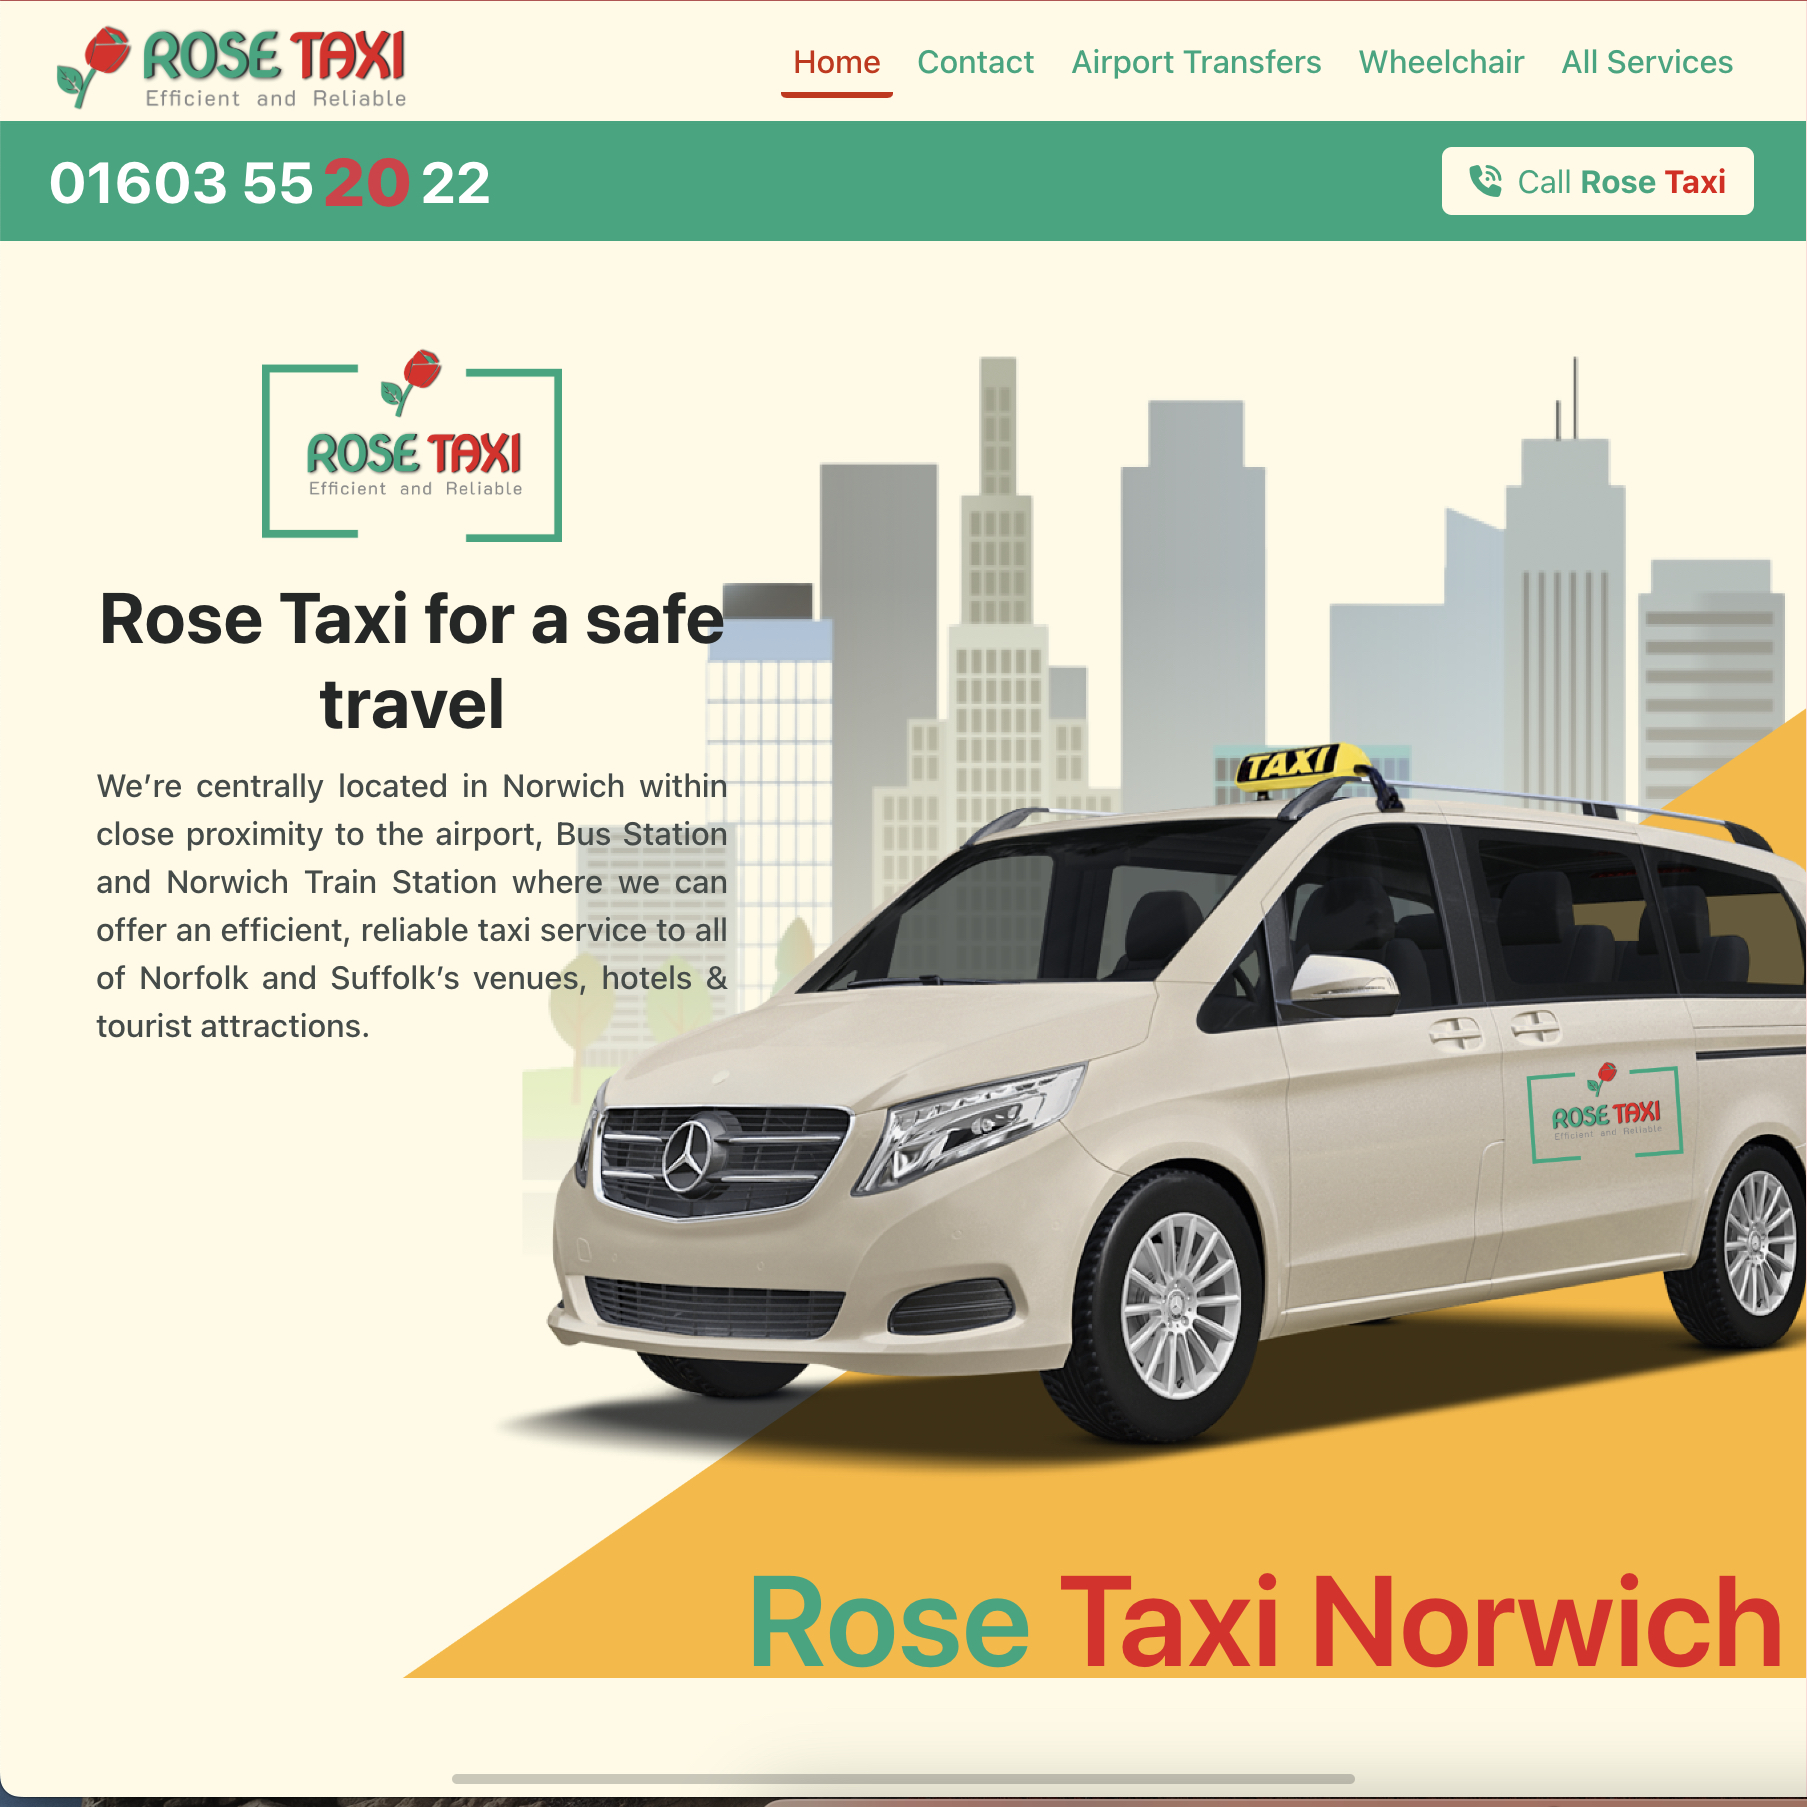 ROSE TAXI
Efficient and Reliable
Home Contact Airport Transfers Wheelchair All Services
01603 55 20 22
Call Rose Taxi
ROSE TAXI
Efficient and Reliable
Rose Taxi for a safe
travel
We’re centrally located in Norwich within
close proximity to the airport, Bus Station
and Norwich Train Station where we can
offer an efficient, reliable taxi service to all
of Norfolk and Suffolk’s venues, hotels &
tourist attractions.
TAXI
ROSE TAXI
Efficient and Reliable
Rose Taxi Norwich